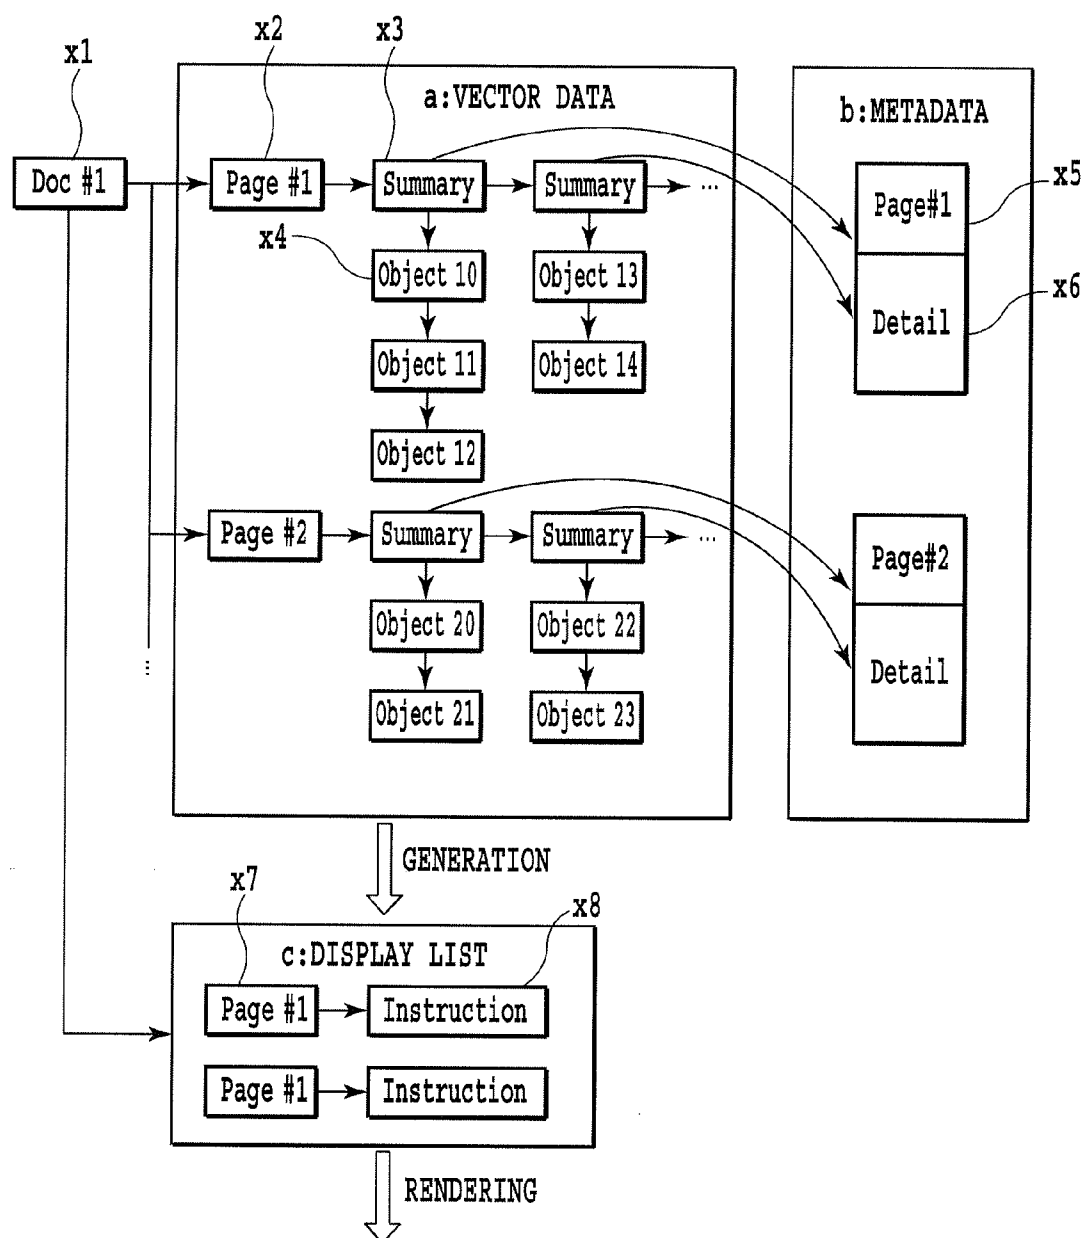 x1
x2
x3
a:VECTOR DATA
b:METADATA
Doc #1
Page #1
Summary
Summary
...
Page#1
x5
x4
Object 10
Object 13
Detail
x6
Object 11
Object 14
Object 12
Page #2
Summary
Summary
...
Page#2
Object 20
Object 22
Detail
...
Object 21
Object 23
GENERATION
x7
x8
c:DISPLAY LIST
Page #1
Instruction
Page #1
Instruction
RENDERING